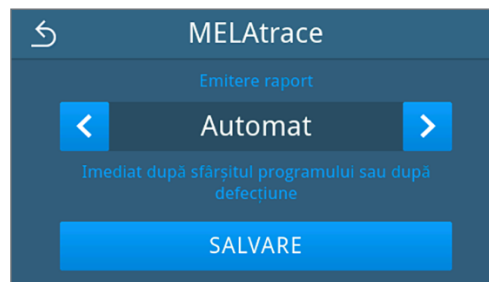 MELAtrace
Emitere raport
Automat
Imediat după sfârșitul programului sau după
defecțiune
SALVARE